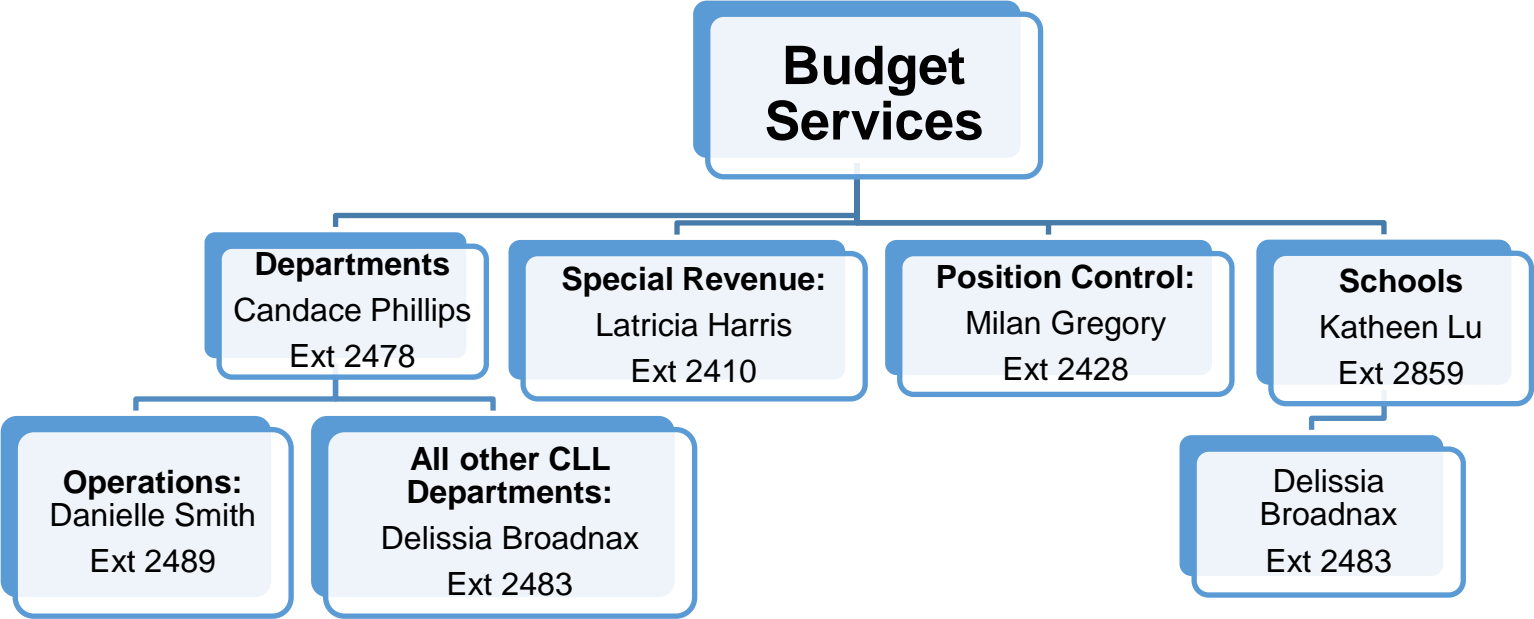 Budget
Services
Departments
Candace Phillips
Ext 2478
Special Revenue:
Latricia Harris
Ext 2410
Position Control:
Milan Gregory
Ext 2428
Schools
Katheen Lu
Ext 2859
Operations:
Danielle Smith
Ext 2489
All other CLL
Departments:
Delissia Broadnax
Ext 2483
Delissia
Broadnax
Ext 2483